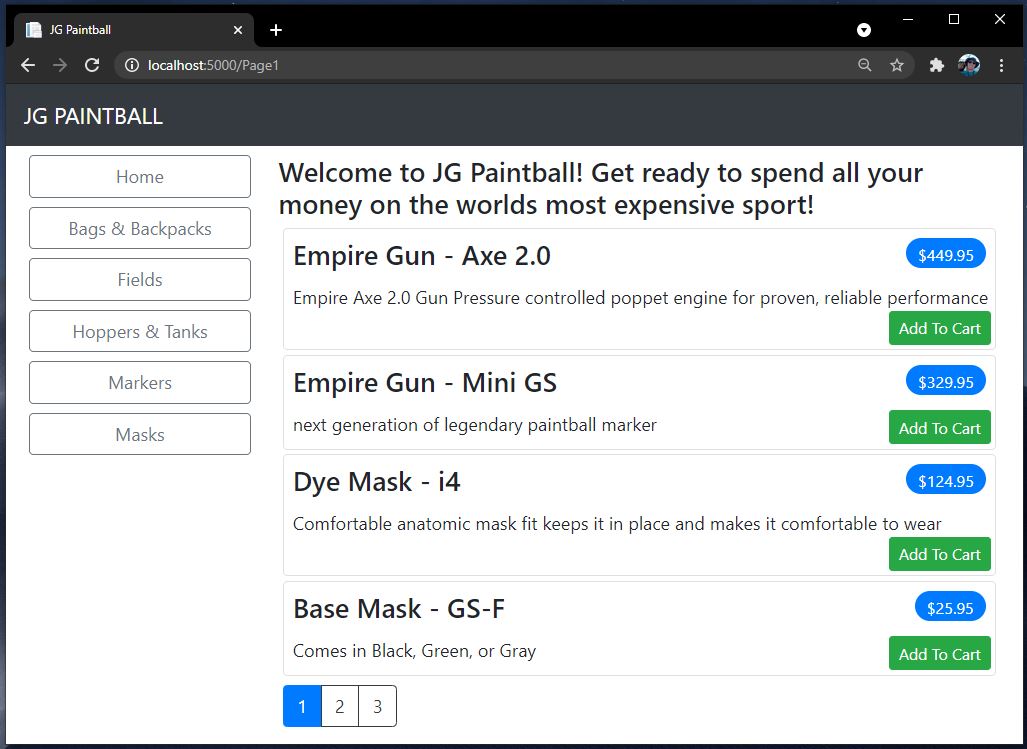 JG Paintball
localhost:5000/Page1
JG PAINTBALL
Home
Bags & Backpacks
Fields
Hoppers & Tanks
Markers
Masks
Welcome to JG Paintball! Get ready to spend all your
money on the worlds most expensive sport!
Empire Gun - Axe 2.0
$449.95
Empire Axe 2.0 Gun Pressure controlled poppet engine for proven, reliable performance
Add To Cart
Empire Gun - Mini GS
$329.95
next generation of legendary paintball marker
Add To Cart
Dye Mask - i4
$124.95
Comfortable anatomic mask fit keeps it in place and makes it comfortable to wear
Add To Cart
Base Mask - GS-F
$25.95
Comes in Black, Green, or Gray
Add To Cart
1 2 3